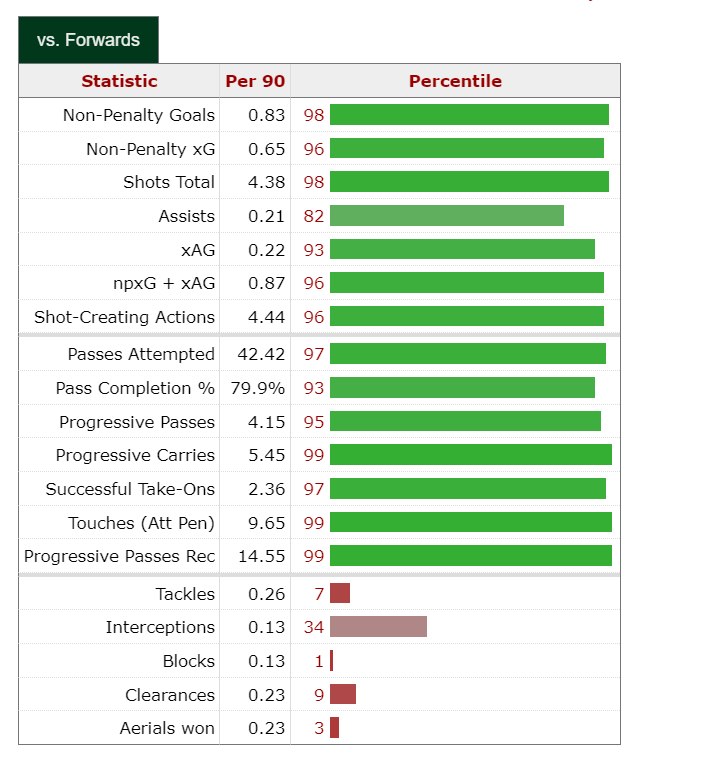 vs. Forwards
Statistic Per 90 Percentile
Non-Penalty Goals 0.83 98
Non-Penalty xG 0.65 96
Shots Total 4.38 98
Assists 0.21 82
xAG 0.22 93
npxG + xAG 0.87 96
Shot-Creating Actions 4.44 96
Passes Attempted 42.42 97
Pass Completion % 79.9% 93
Progressive Passes 4.15 95
Progressive Carries 5.45 99
Successful Take-Ons 2.36 97
Touches (Att Pen) 9.65 99
Progressive Passes Rec 14.55 99
Tackles 0.26 7
Interceptions 0.13 34
Blocks 0.13 1
Clearances 0.23 9
Aerials won 0.23 3